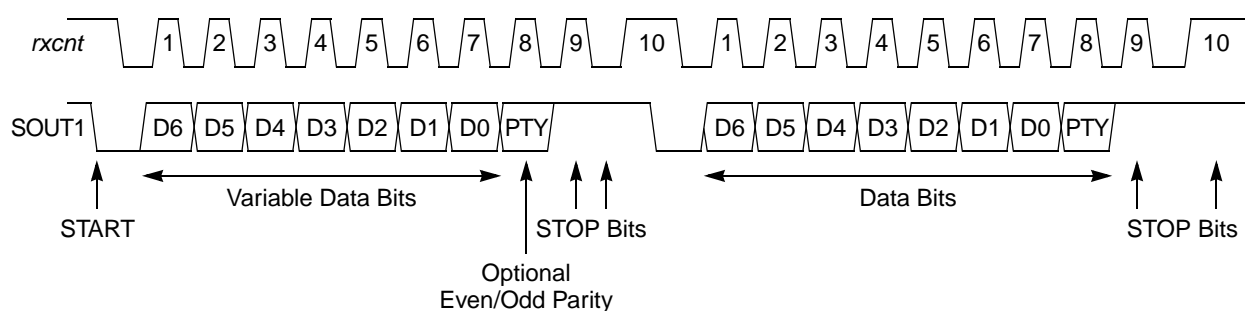 rxcnt 1 2 3 4 5 6 7 8 9 10 1 2 3 4 5 6 7 8 9 10
SOUT1 D6 D5 D4 D3 D2 D1 D0 PTY D6 D5 D4 D3 D2 D1 D0 PTY
Variable Data Bits Data Bits
START STOP Bits STOP Bits
Optional
Even/Odd Parity